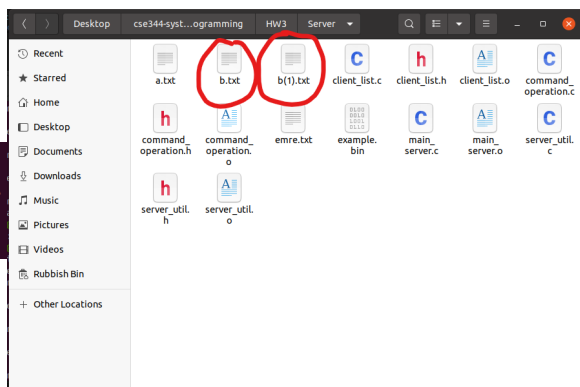 Desktop
cse344-syst...ogramming
HW3
Server
Recent
Starred
Home
Desktop
Documents
Downloads
Music
Pictures
Videos
Rubbish Bin
+ Other Locations
a.txt
b.txt
b(1).txt
client_list.c
client_list.h
client_list.o
command_
operation.c
command_
operation.h
command_
operation.
o
emre.txt
example.
bin
main_
server.c
main_
server.o
server_util.
c
server_util.
h
server_util.
o